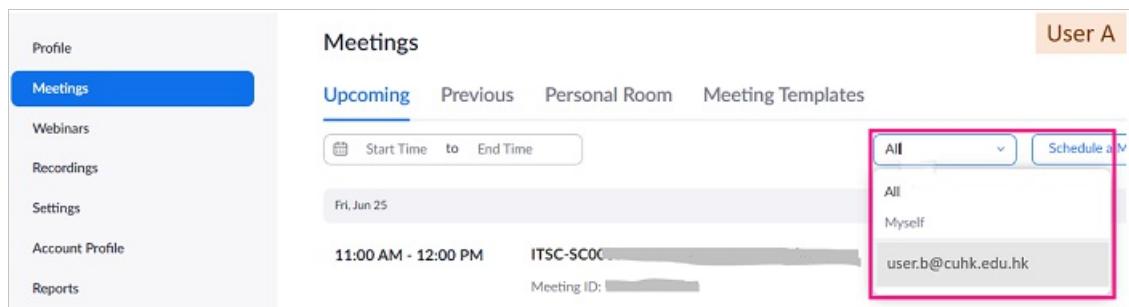 User A
Profile
Meetings
Webinars
Recordings
Settings
Account Profile
Reports
Meetings
Upcoming Previous Personal Room Meeting Templates
Start Time to End Time
All
Schedule a M
All
Myself
user.b@cuhk.edu.hk
Fri, Jun 25
11:00 AM - 12:00 PM ITSC-SC00
Meeting ID: